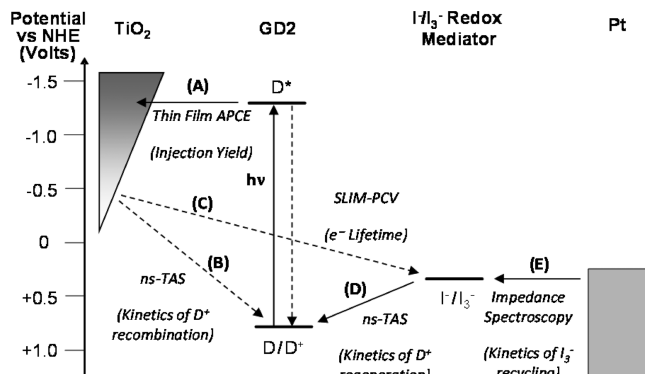 Potential
vs NHE
(Volts)
TiO₂
GD2
I⁻/I₃⁻ Redox
Mediator
Pt
-1.5
-1.0
-0.5
0
+0.5
+1.0
(A)
D*
Thin Film APCE
(Injection Yield)
hν
(C)
SLIM-PCV
(e⁻ Lifetime)
(B)
ns-TAS
(Kinetics of D⁺
recombination)
D/D⁺
(D)
I⁻/I₃⁻
ns-TAS
(Kinetics of D⁺
regeneration)
(E)
Impedance
Spectroscopy
(Kinetics of I₃⁻
recycling)